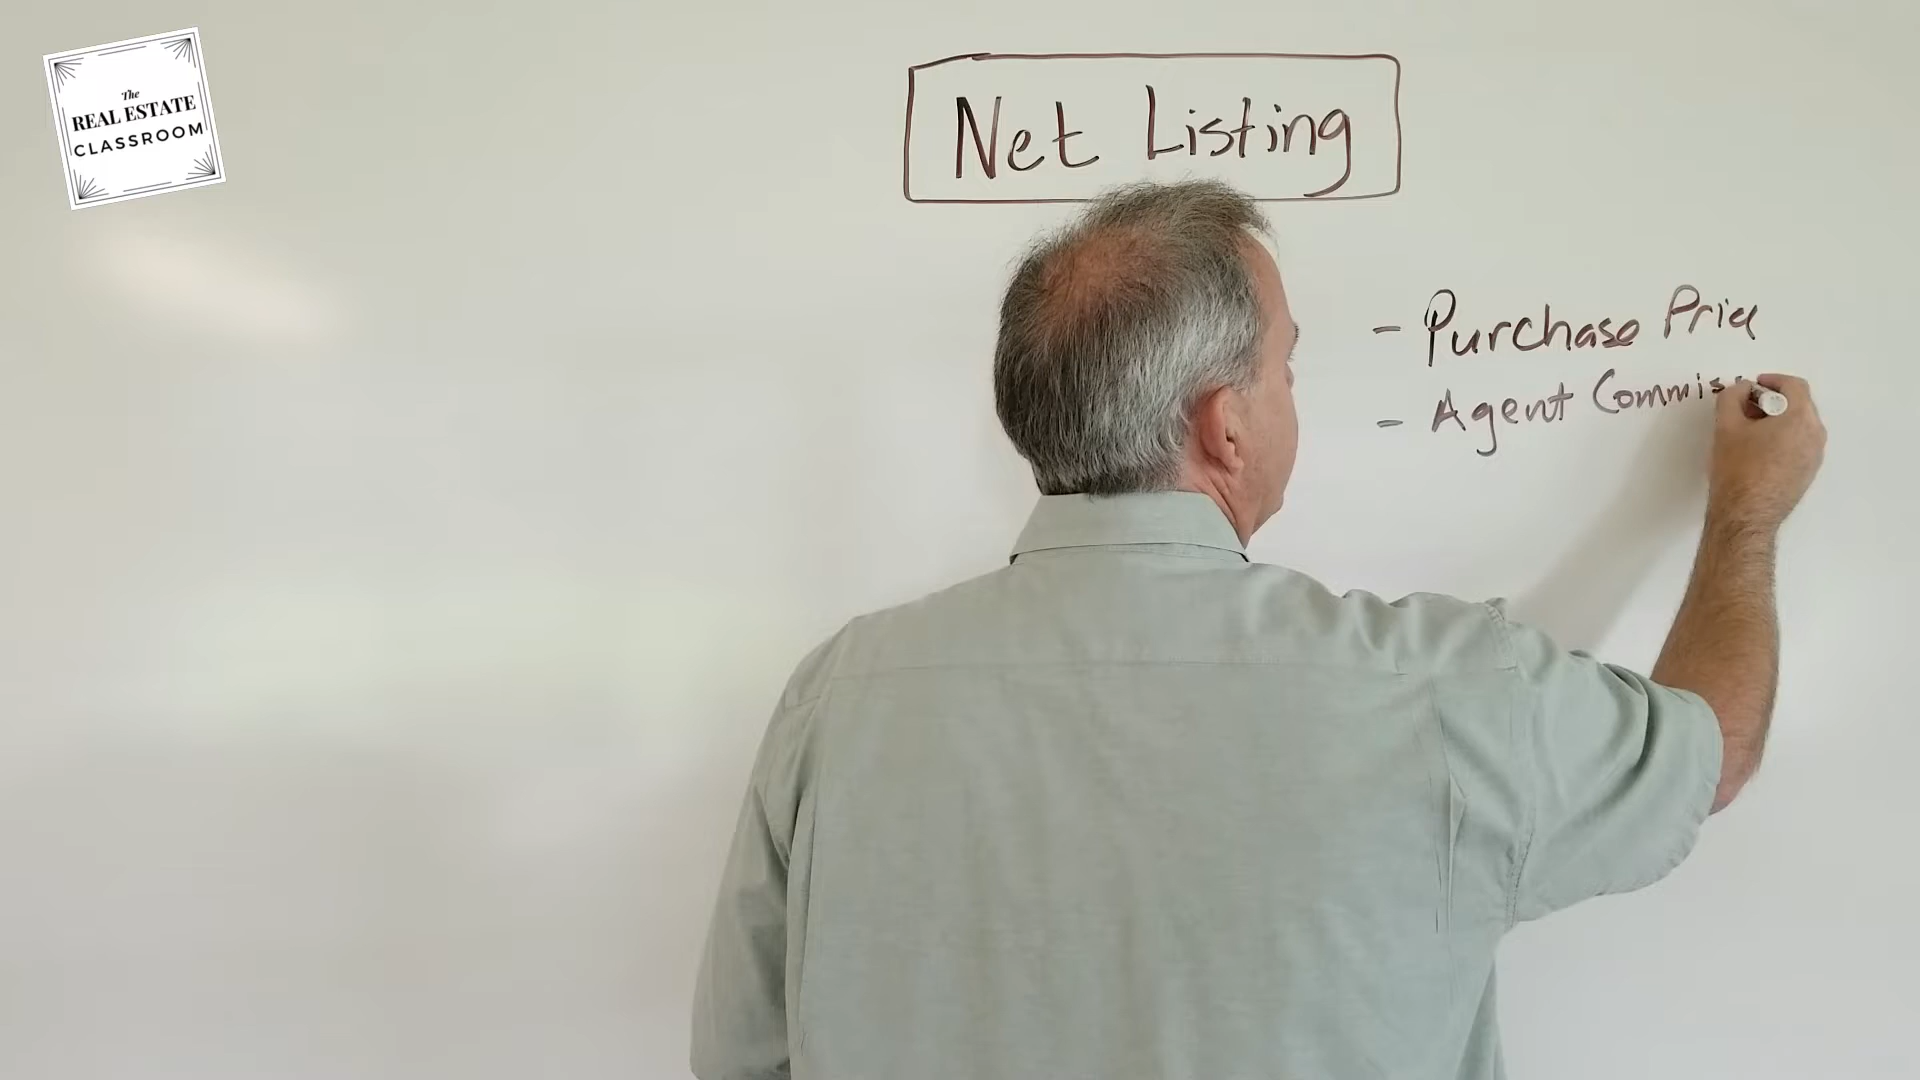 The
REAL ESTATE
CLASSROOM
Net Listing
- Purchase Price
- Agent Commis